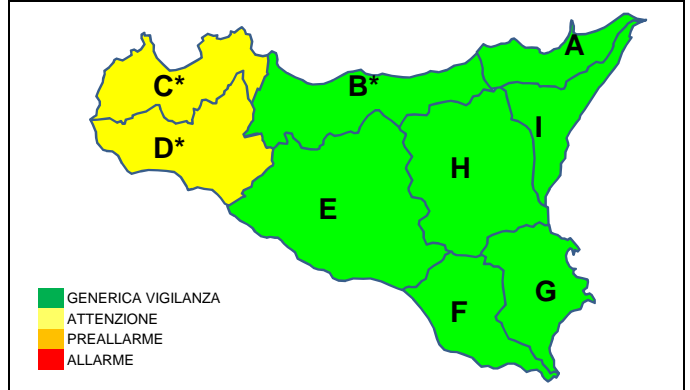 A
C*
B*
I
D*
H
E
G
F
GENERICA VIGILANZA
ATTENZIONE
PREALLARME
ALLARME